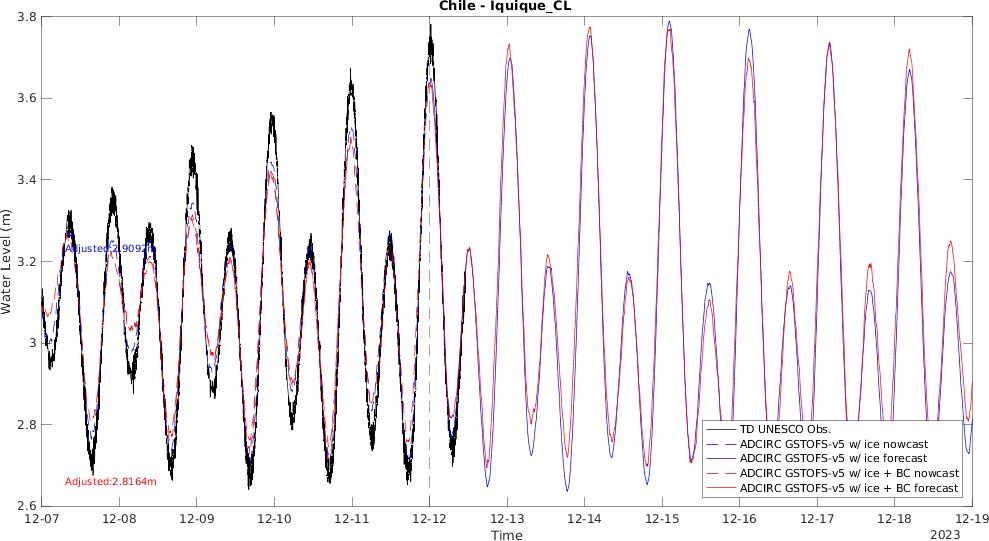 Chile - Iquique_CL
3.8
3.6
3.4
3.2
3
2.8
2.6
Water Level (m)
Adjusted:2.9092m
Adjusted:2.8164m
TD UNESCO Obs.
ADCIRC GSTOFS-v5 w/ ice nowcast
ADCIRC GSTOFS-v5 w/ ice forecast
ADCIRC GSTOFS-v5 w/ ice + BC nowcast
ADCIRC GSTOFS-v5 w/ ice + BC forecast
12-07 12-08 12-09 12-10 12-11 12-12 12-13 12-14 12-15 12-16 12-17 12-18 12-19
Time
2023